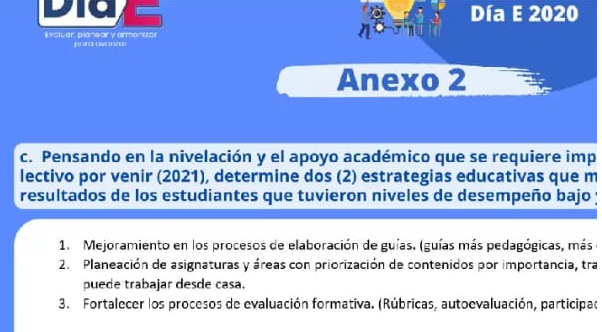 Día E
Evaluar, planear y armonizar
para avanzar
Día E 2020
Anexo 2
c. Pensando en la nivelación y el apoyo académico que se requiere
lectivo por venir (2021), determine dos (2) estrategias educativas que
resultados de los estudiantes que tuvieron niveles de desempeño bajo
1. Mejoramiento en los procesos de elaboración de guías. (guías más pedagógicas, más
2. Planeación de asignaturas y áreas con priorización de contenidos por importancia,
puede trabajar desde casa.
3. Fortalecer los procesos de evaluación formativa. (Rúbricas, autoevaluación,